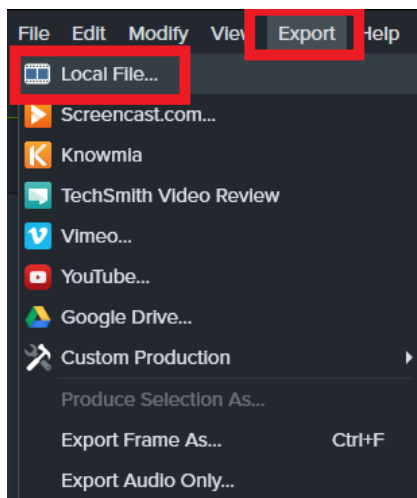 File Edit Modify View Export Help
Local File...
Screencast.com...
Knowmia
TechSmith Video Review
Vimeo...
YouTube...
Google Drive...
Custom Production
Produce Selection As...
Export Frame As... Ctrl+F
Export Audio Only...